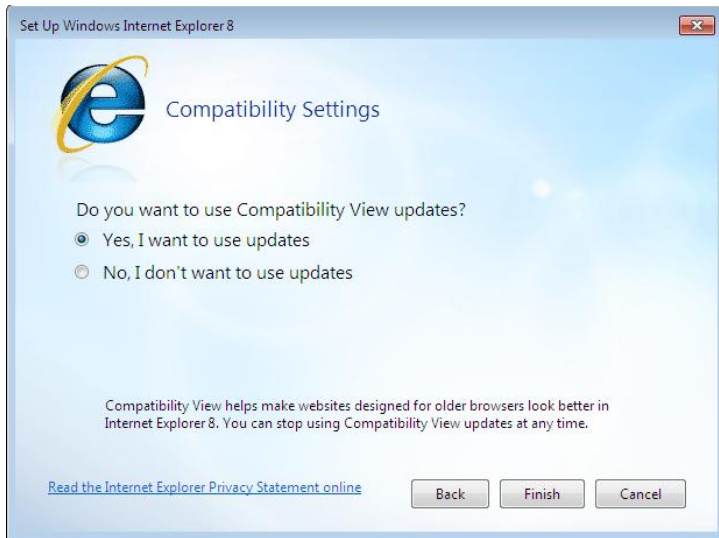 Set Up Windows Internet Explorer 8
Compatibility Settings
Do you want to use Compatibility View updates?
Yes, I want to use updates
No, I don't want to use updates
Compatibility View helps make websites designed for older browsers look better in
Internet Explorer 8. You can stop using Compatibility View updates at any time.
Read the Internet Explorer Privacy Statement online
Back
Finish
Cancel